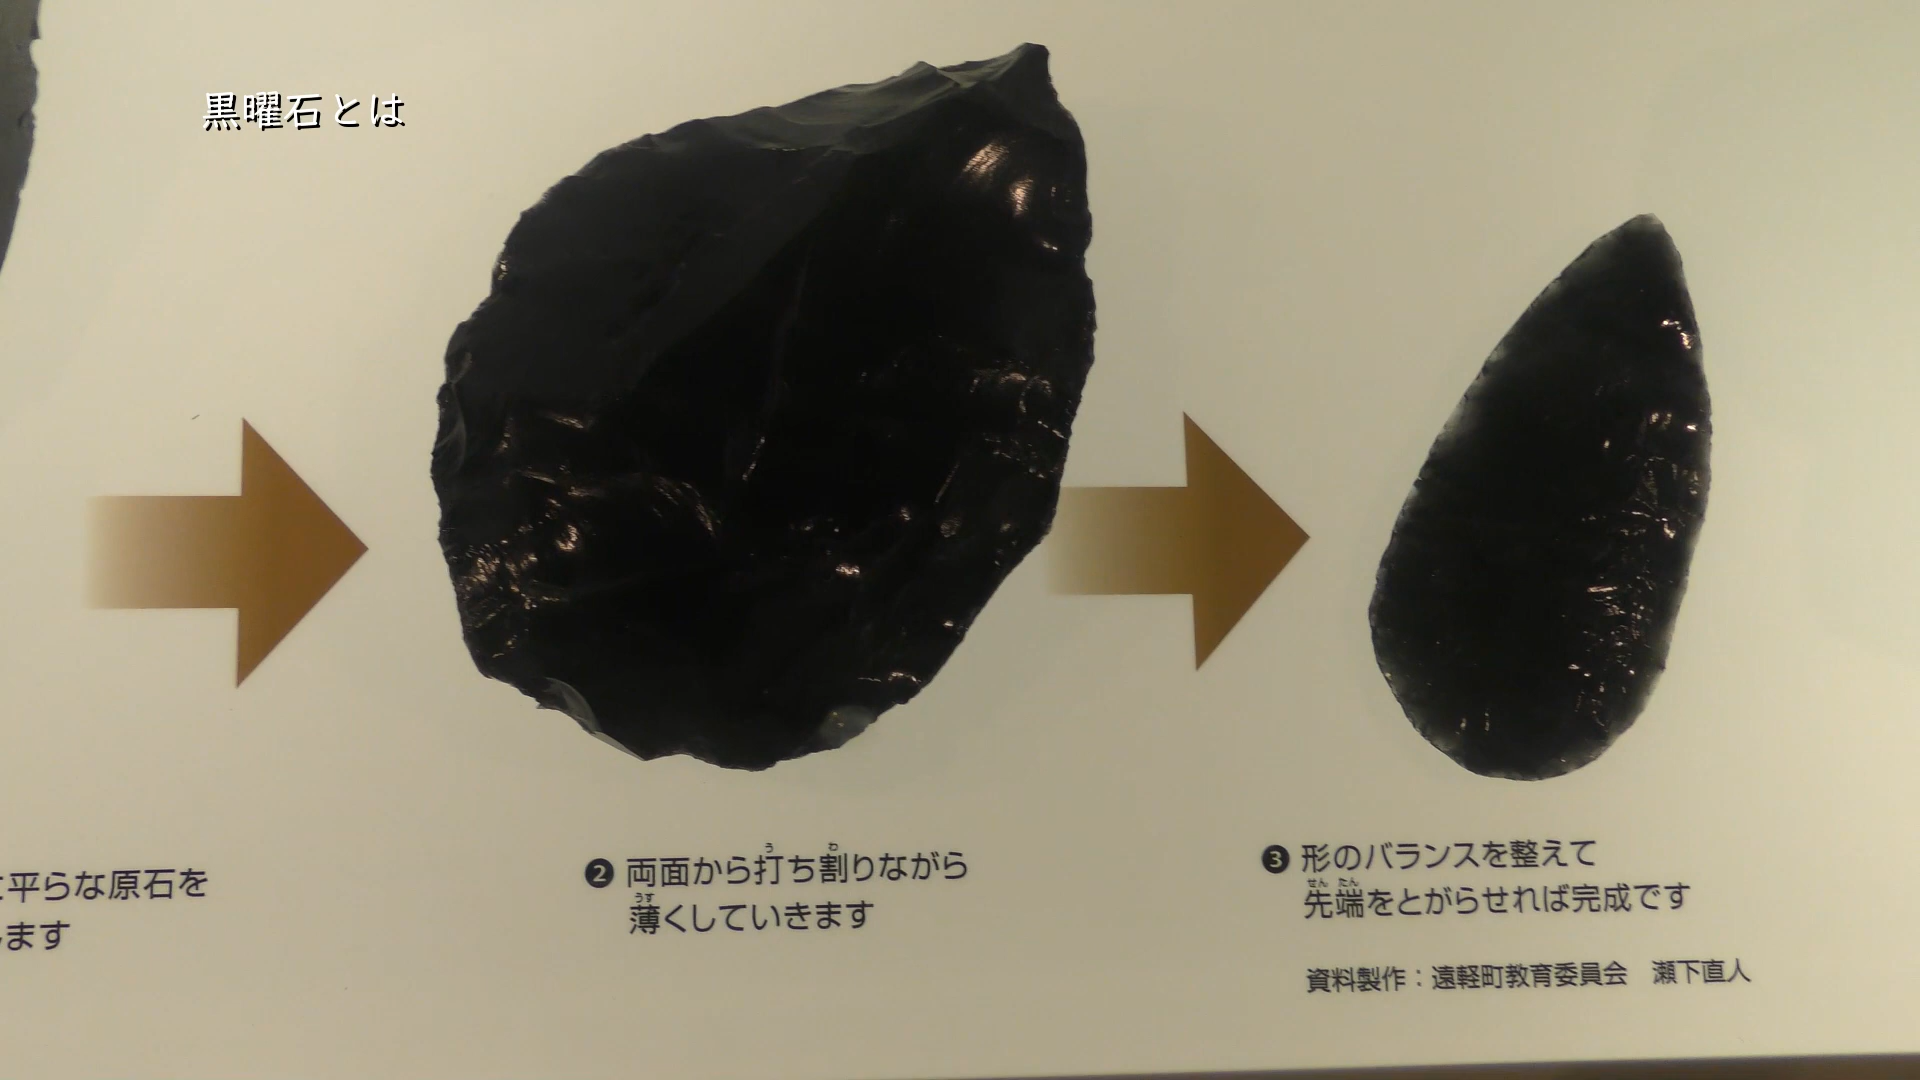 黒曜石とは
平らな原石を
ます
❷ 両面から打ち割りながら
薄くしていきます
❸ 形のバランスを整えて
先端をとがらせれば完成です
資料製作：遠軽町教育委員会　瀬下直人